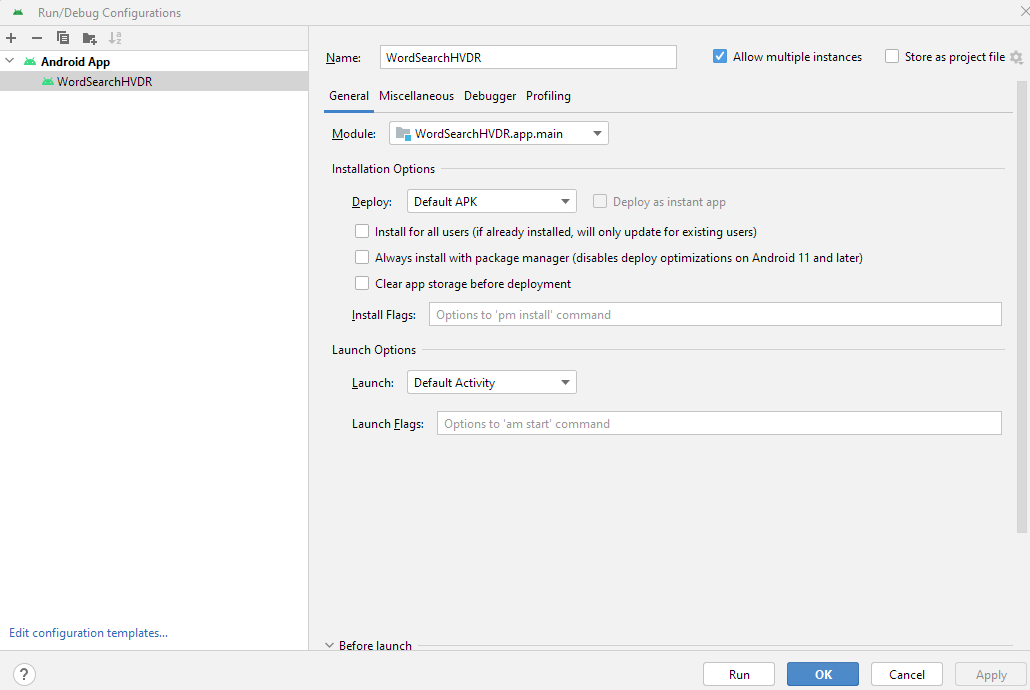 Run/Debug Configurations
Android App
WordSearchHVDR
Edit configuration templates...
Name: WordSearchHVDR Allow multiple instances Store as project file
General Miscellaneous Debugger Profiling
Module: WordSearchHVDR.app.main
Installation Options
Deploy: Default APK Deploy as instant app
Install for all users (if already installed, will only update for existing users)
Always install with package manager (disables deploy optimizations on Android 11 and later)
Clear app storage before deployment
Install Flags: Options to 'pm install' command
Launch Options
Launch: Default Activity
Launch Flags: Options to 'am start' command
Before launch
? Run OK Cancel Apply